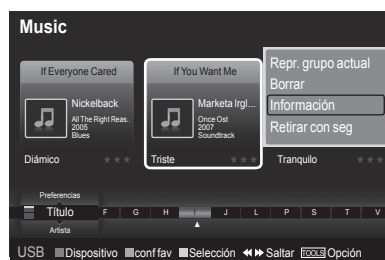 Music
If Everyone Cared
Nickelback
All The Right Reas..
2005
Blues
Diámico
If You Want Me
Marketa Irgl...
Once Ost
2007
Soundtrack
Triste
Repr. grupo actual
Borrar
Información
Retirar con seg
Tranquilo
Preferencias
Título F G H I J L P S T V
Artista
USB Dispositivo conf fav Selección Saltar TOOLS Opción